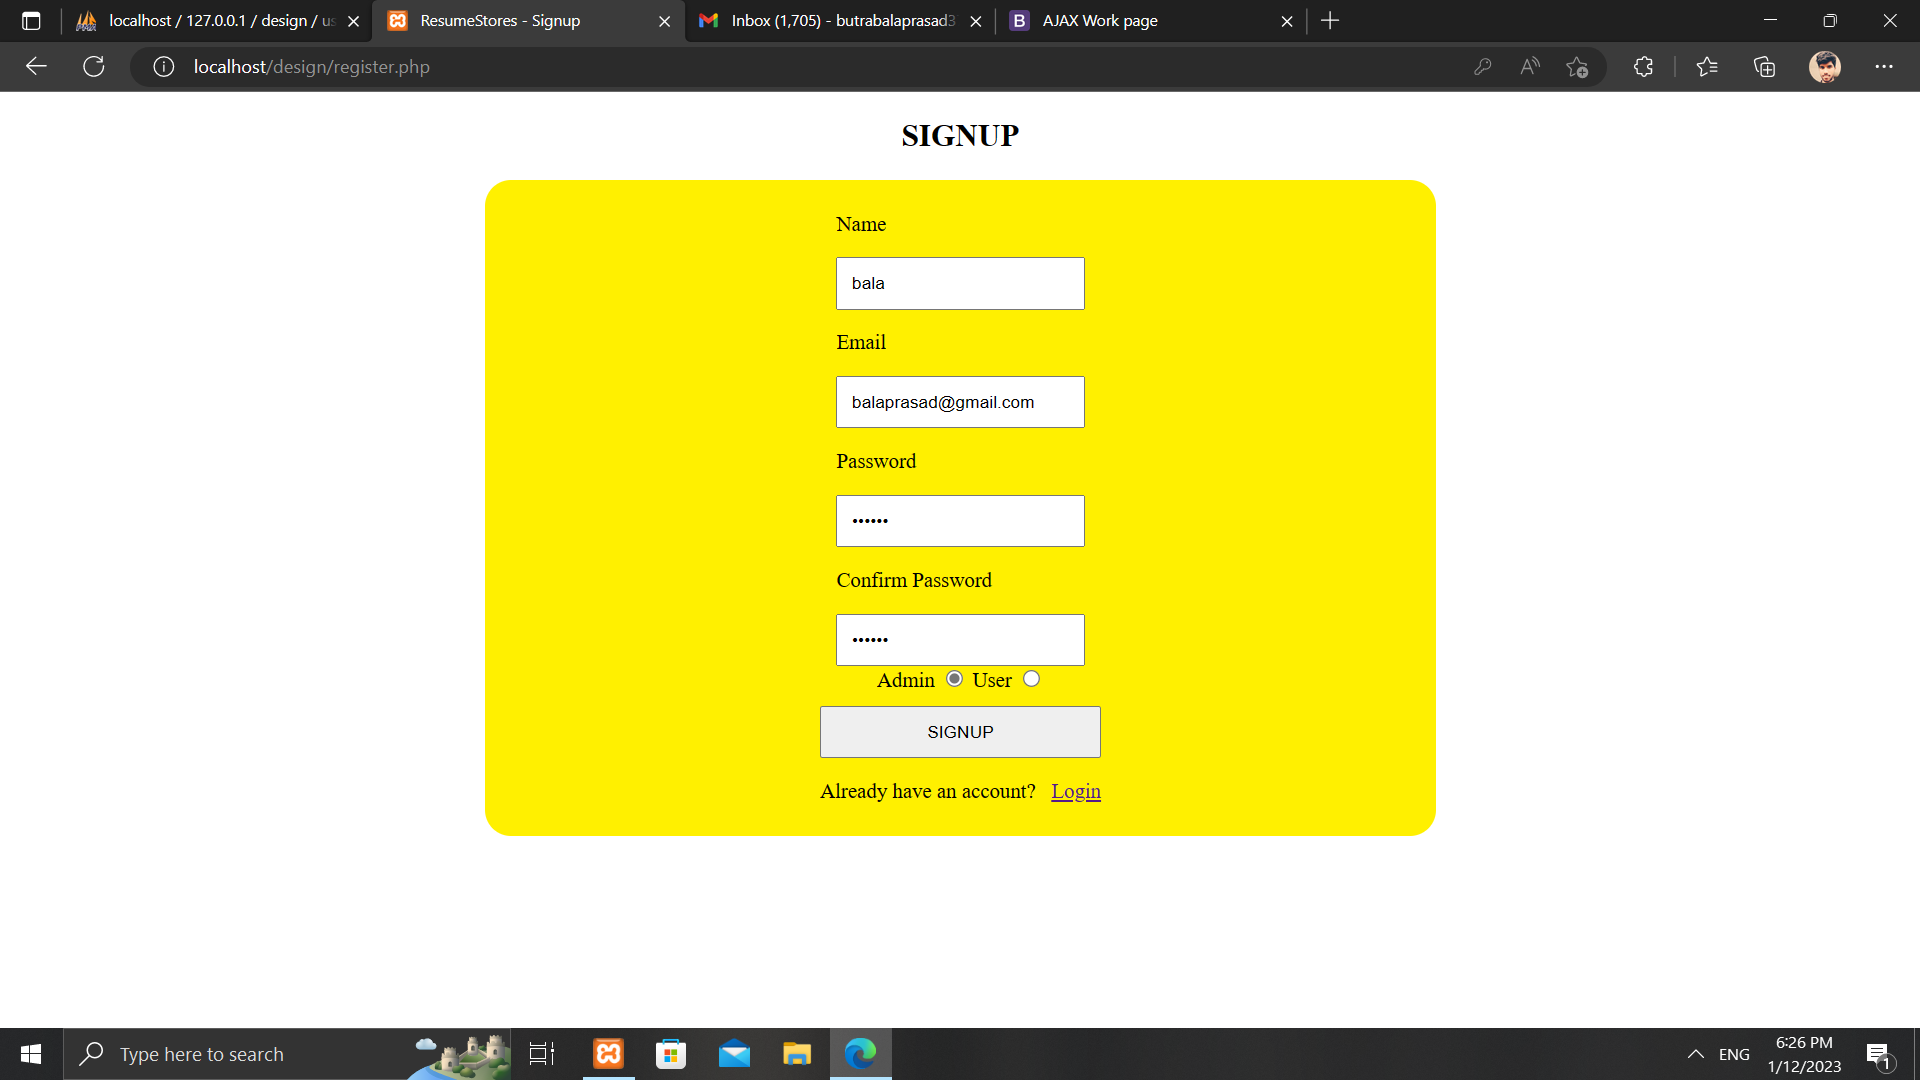 localhost / 127.0.0.1 / design / us
ResumeStores - Signup
Inbox (1,705) - butrabalaprasad3
B AJAX Work page
localhost/design/register.php
SIGNUP
Name
bala
Email
balaprasad@gmail.com
Password
••••••
Confirm Password
••••••
Admin User
SIGNUP
Already have an account? Login
Type here to search
ENG
6:26 PM
1/12/2023
1